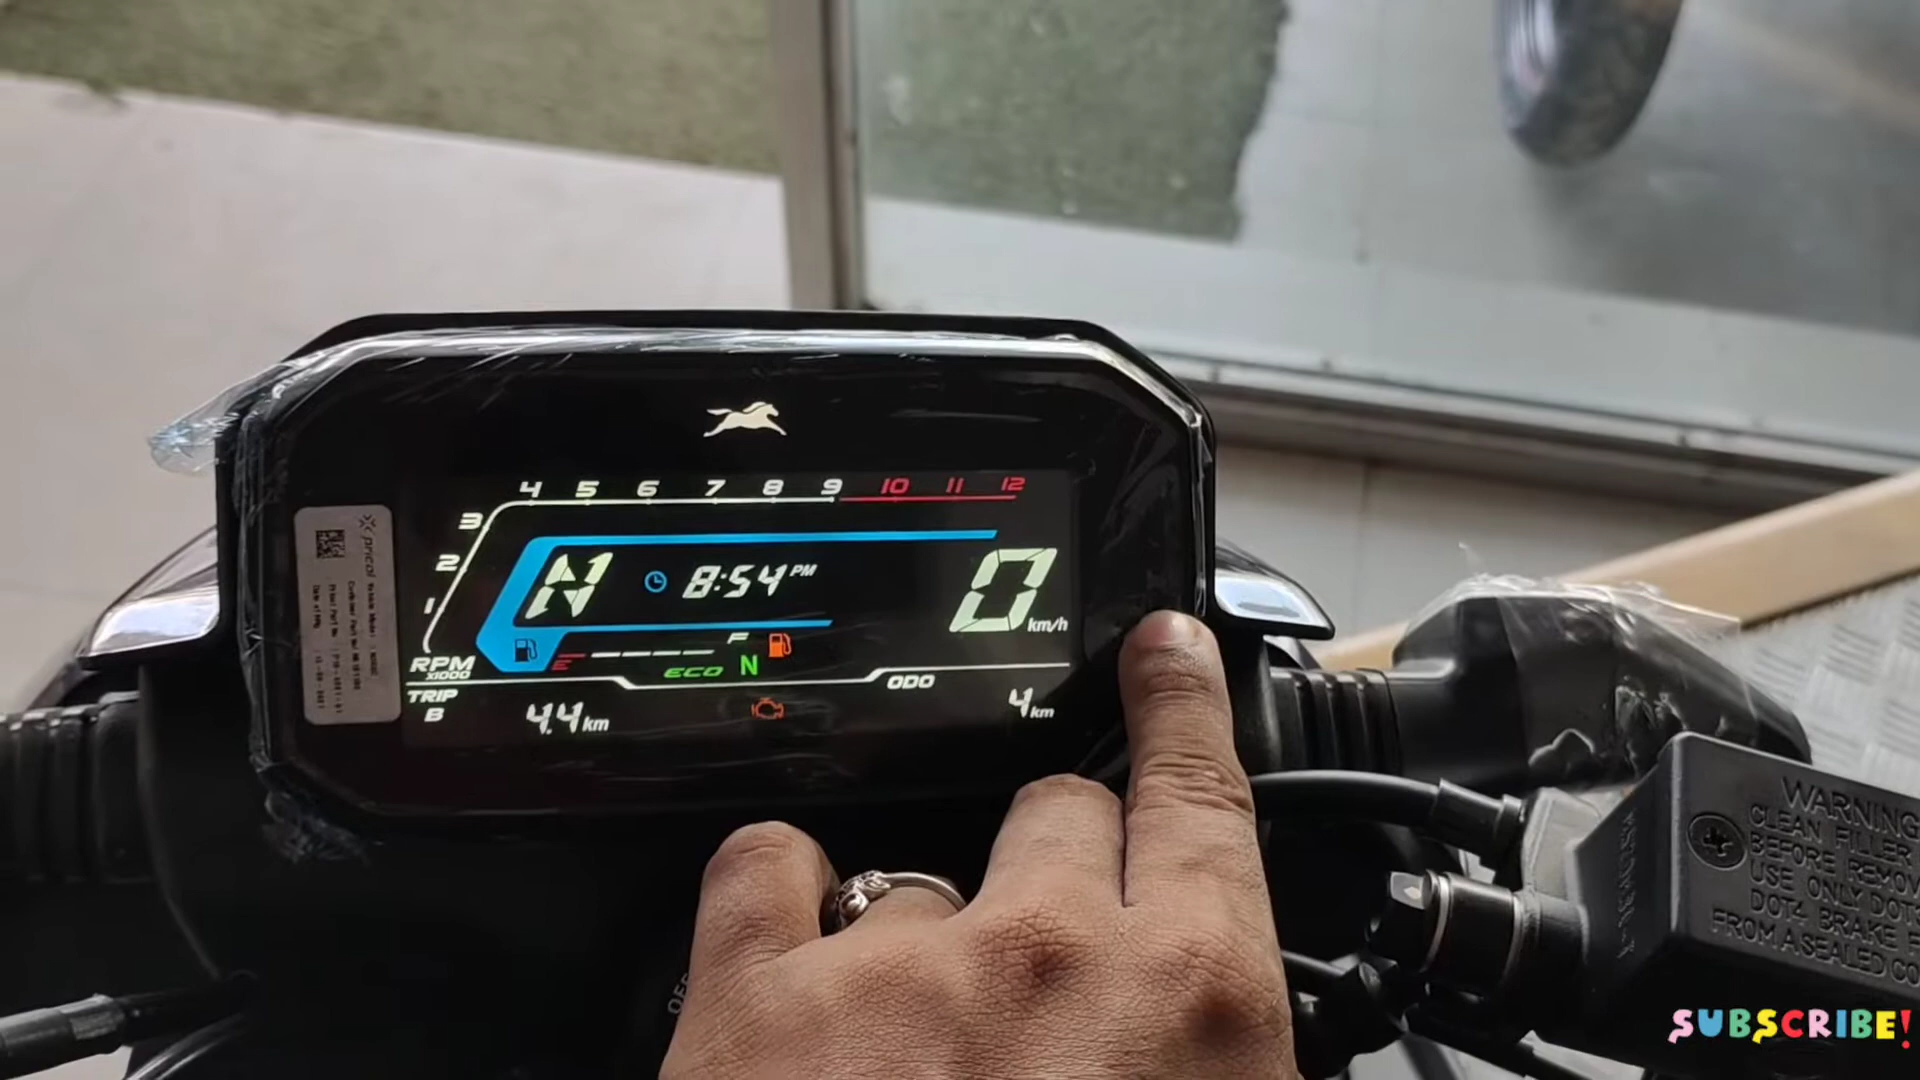 4 5 6 7 8 9 10 11 12
3
2
1
N 8:54 PM 0 km/h
F
E
RPM
X1000
ECO N
TRIP
B
4.4 km
ODO
4 km
pricol
WARNING
CLEAN FILLER
BEFORE REMOV
USE ONLY DOT
DOT4 BRAKE F
FROM A SEALED CO
SUBSCRIBE!